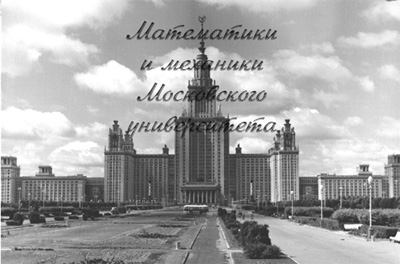 Математики
и механики
Московского
университета